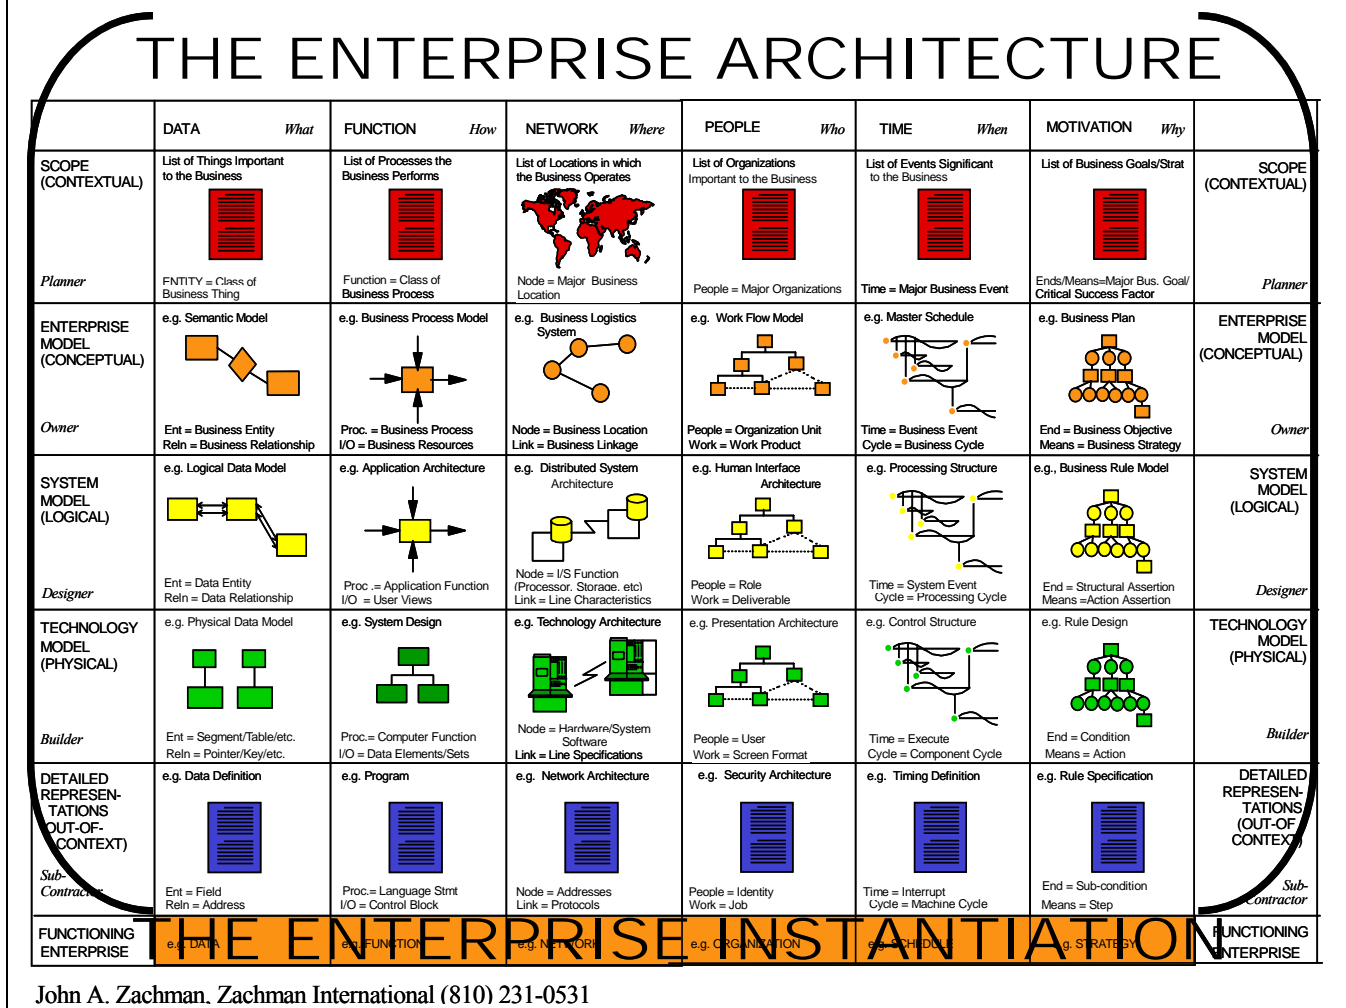 THE ENTERPRISE ARCHITECTURE
DATA What FUNCTION How NETWORK Where PEOPLE Who TIME When MOTIVATION Why
SCOPE
(CONTEXTUAL)
Planner
List of Things Important
to the Business
ENTITY = Class of
Business Thing
List of Processes the
Business Performs
Function = Class of
Business Process
List of Locations in which
the Business Operates
Node = Major Business
Location
List of Organizations
Important to the Business
People = Major Organizations
List of Events Significant
to the Business
Time = Major Business Event
List of Business Goals/Strat
Ends/Means=Major Bus. Goal/
Critical Success Factor
SCOPE
(CONTEXTUAL)
Planner
ENTERPRISE
MODEL
(CONCEPTUAL)
Owner
e.g. Semantic Model
Ent = Business Entity
Reln = Business Relationship
e.g. Business Process Model
Proc. = Business Process
I/O = Business Resources
e.g. Business Logistics
System
Node = Business Location
Link = Business Linkage
e.g. Work Flow Model
People = Organization Unit
Work = Work Product
e.g. Master Schedule
Time = Business Event
Cycle = Business Cycle
e.g. Business Plan
End = Business Objective
Means = Business Strategy
ENTERPRISE
MODEL
(CONCEPTUAL)
Owner
SYSTEM
MODEL
(LOGICAL)
Designer
e.g. Logical Data Model
Ent = Data Entity
Reln = Data Relationship
e.g. Application Architecture
Proc .= Application Function
I/O = User Views
e.g. Distributed System
Architecture
Node = I/S Function
(Processor, Storage, etc)
Link = Line Characteristics
e.g. Human Interface
Architecture
People = Role
Work = Deliverable
e.g. Processing Structure
Time = System Event
Cycle = Processing Cycle
e.g., Business Rule Model
End = Structural Assertion
Means =Action Assertion
SYSTEM
MODEL
(LOGICAL)
Designer
TECHNOLOGY
MODEL
(PHYSICAL)
Builder
e.g. Physical Data Model
Ent = Segment/Table/etc.
Reln = Pointer/Key/etc.
e.g. System Design
Proc.= Computer Function
I/O = Data Elements/Sets
e.g. Technology Architecture
Node = Hardware/System
Software
Link = Line Specifications
e.g. Presentation Architecture
People = User
Work = Screen Format
e.g. Control Structure
Time = Execute
Cycle = Component Cycle
e.g. Rule Design
End = Condition
Means = Action
TECHNOLOGY
MODEL
(PHYSICAL)
Builder
DETAILED
REPRESEN-
TATIONS
(OUT-OF-
CONTEXT)
Sub-
Contractor
e.g. Data Definition
Ent = Field
Reln = Address
e.g. Program
Proc.= Language Stmt
I/O = Control Block
e.g. Network Architecture
Node = Addresses
Link = Protocols
e.g. Security Architecture
People = Identity
Work = Job
e.g. Timing Definition
Time = Interrupt
Cycle = Machine Cycle
e.g. Rule Specification
End = Sub-condition
Means = Step
DETAILED
REPRESEN-
TATIONS
(OUT-OF
CONTEXT)
Sub-
Contractor
FUNCTIONING
ENTERPRISE
THE ENTERPRISE INSTANTIATION
e.g. DATA
e.g. FUNCTION
e.g. NETWORK
e.g. ORGANIZATION
e.g. SCHEDULE
e.g. STRATEGY
FUNCTIONING
ENTERPRISE
John A. Zachman, Zachman International (810) 231-0531